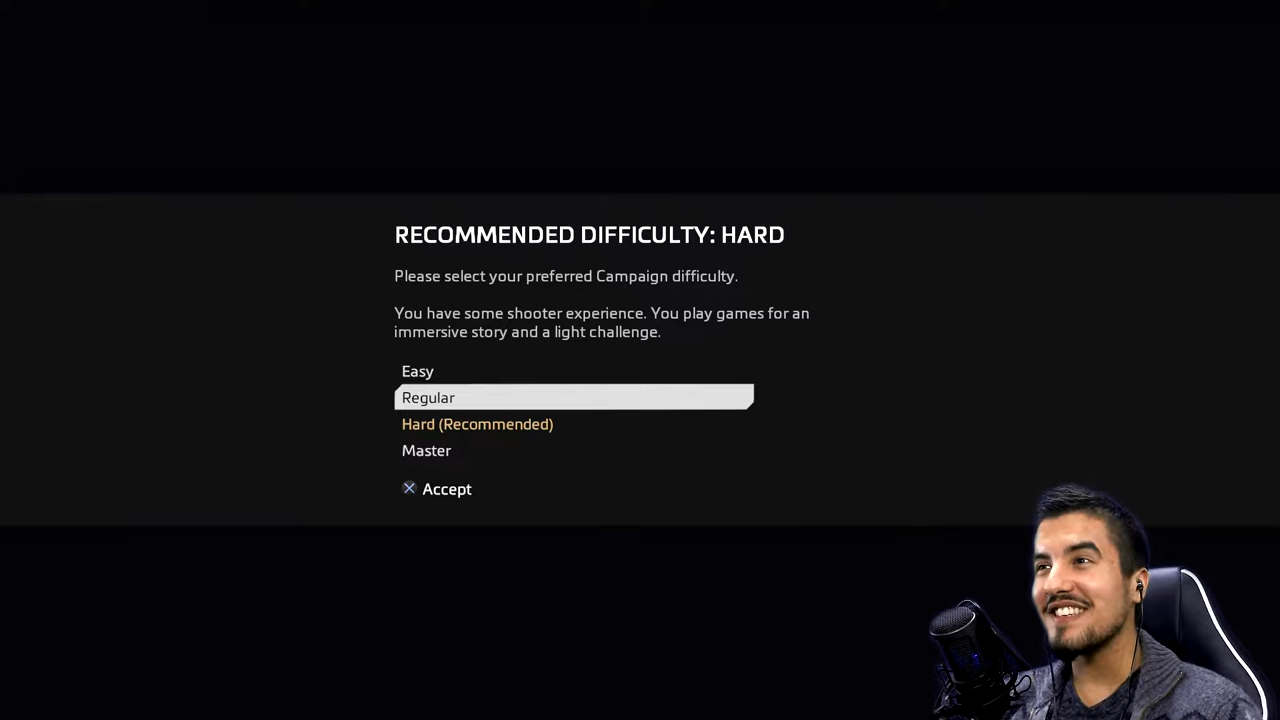 RECOMMENDED DIFFICULTY: HARD
Please select your preferred Campaign difficulty.
You have some shooter experience. You play games for an
immersive story and a light challenge.
Easy
Regular
Hard (Recommended)
Master
Accept